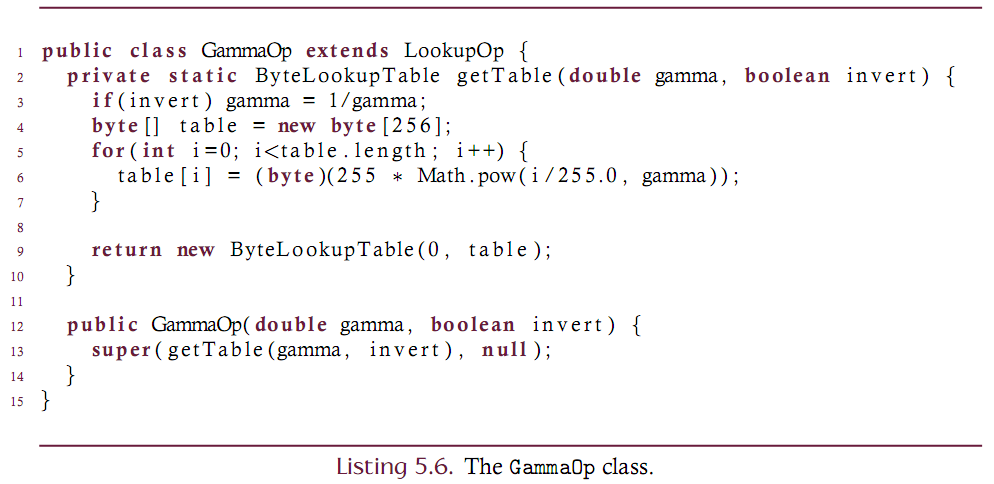 1 public class GammaOp extends LookupOp {
2 private static ByteLookupTable getTable(double gamma, boolean invert) {
3 if(invert) gamma = 1/gamma;
4 byte[] table = new byte[256];
5 for(int i=0; i<table.length; i++) {
6 table[i] = (byte)(255 * Math.pow(i/255.0, gamma));
7 }
8
9 return new ByteLookupTable(0, table);
10 }
11
12 public GammaOp(double gamma, boolean invert) {
13 super(getTable(gamma, invert), null);
14 }
15 }
Listing 5.6. The GammaOp class.